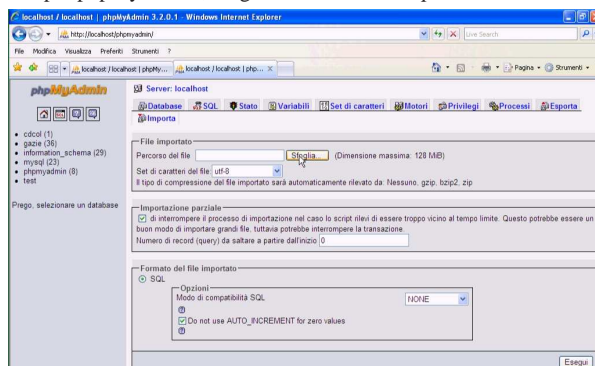 localhost / localhost | phpMyAdmin 3.2.0.1 - Windows Internet Explorer
http://localhost/phpmyadmin/
Live Search
File Modifica Visualizza Preferiti Strumenti ?
localhost / localhost | phpMy...
localhost / localhost | php...
Pagina
Strumenti
phpMyAdmin
cdcol (1)
gazie (36)
information_schema (29)
mysql (23)
phpmyadmin (8)
test
Prego, selezionare un database
Server: localhost
Database SQL Stato Variabili Set di caratteri Motori Privilegi Processi Esporta
Importa
File importato
Percorso del file Sfoglia... (Dimensione massima: 128 MiB)
Set di caratteri del file utf-8
Il tipo di compressione del file importato sarà automaticamente rilevato da: Nessuno, gzip, bzip2, zip
Importazione parziale
di interrompere il processo di importazione nel caso lo script rilevi di essere troppo vicino al tempo limite. Questo potrebbe essere un
buon modo di importare grandi file, tuttavia potrebbe interrompere la transazione.
Numero di record (query) da saltare a partire dall'inizio 0
Formato del file importato
SQL
Opzioni
Modo di compatibilità SQL NONE
Do not use AUTO_INCREMENT for zero values
Esegui